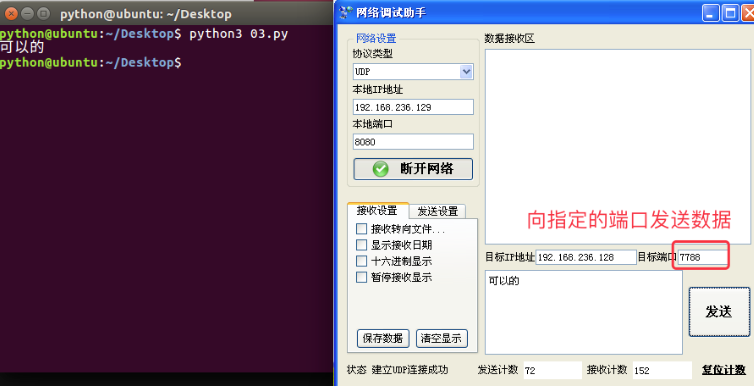 python@ubuntu: ~/Desktop
python@ubuntu:~/Desktop$ python3 03.py
可以的
python@ubuntu:~/Desktop$
网络调试助手
网络设置
协议类型
UDP
本地IP地址
192.168.236.129
本地端口
8080
断开网络
接收设置 发送设置
接收转向文件...
显示接收日期
十六进制显示
暂停接收显示
保存数据 清空显示
数据接收区
向指定的端口发送数据
目标IP地址 192.168.236.128 目标端口 7788
可以的
发送
状态 建立UDP连接成功 发送计数 72 接收计数 152 复位计数